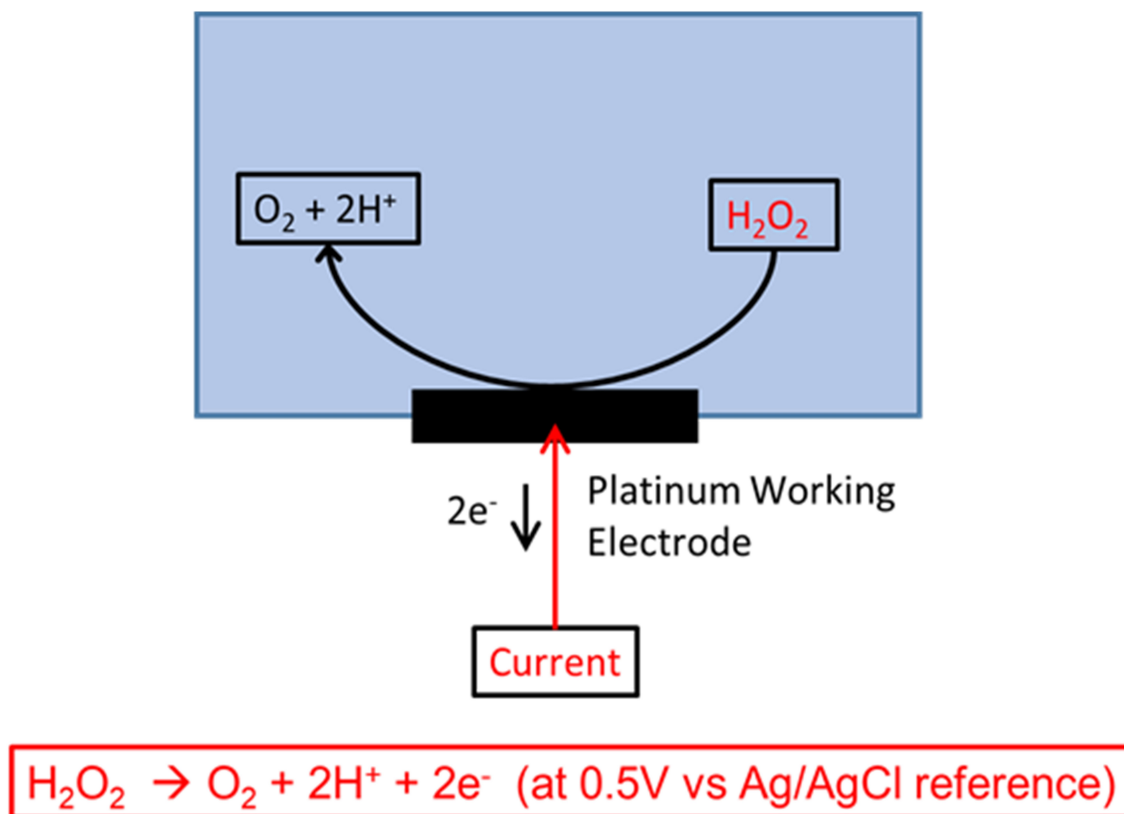 O₂ + 2H⁺
H₂O₂
2e⁻
Platinum Working
Electrode
Current
H₂O₂ → O₂ + 2H⁺ + 2e⁻ (at 0.5V vs Ag/AgCl reference)